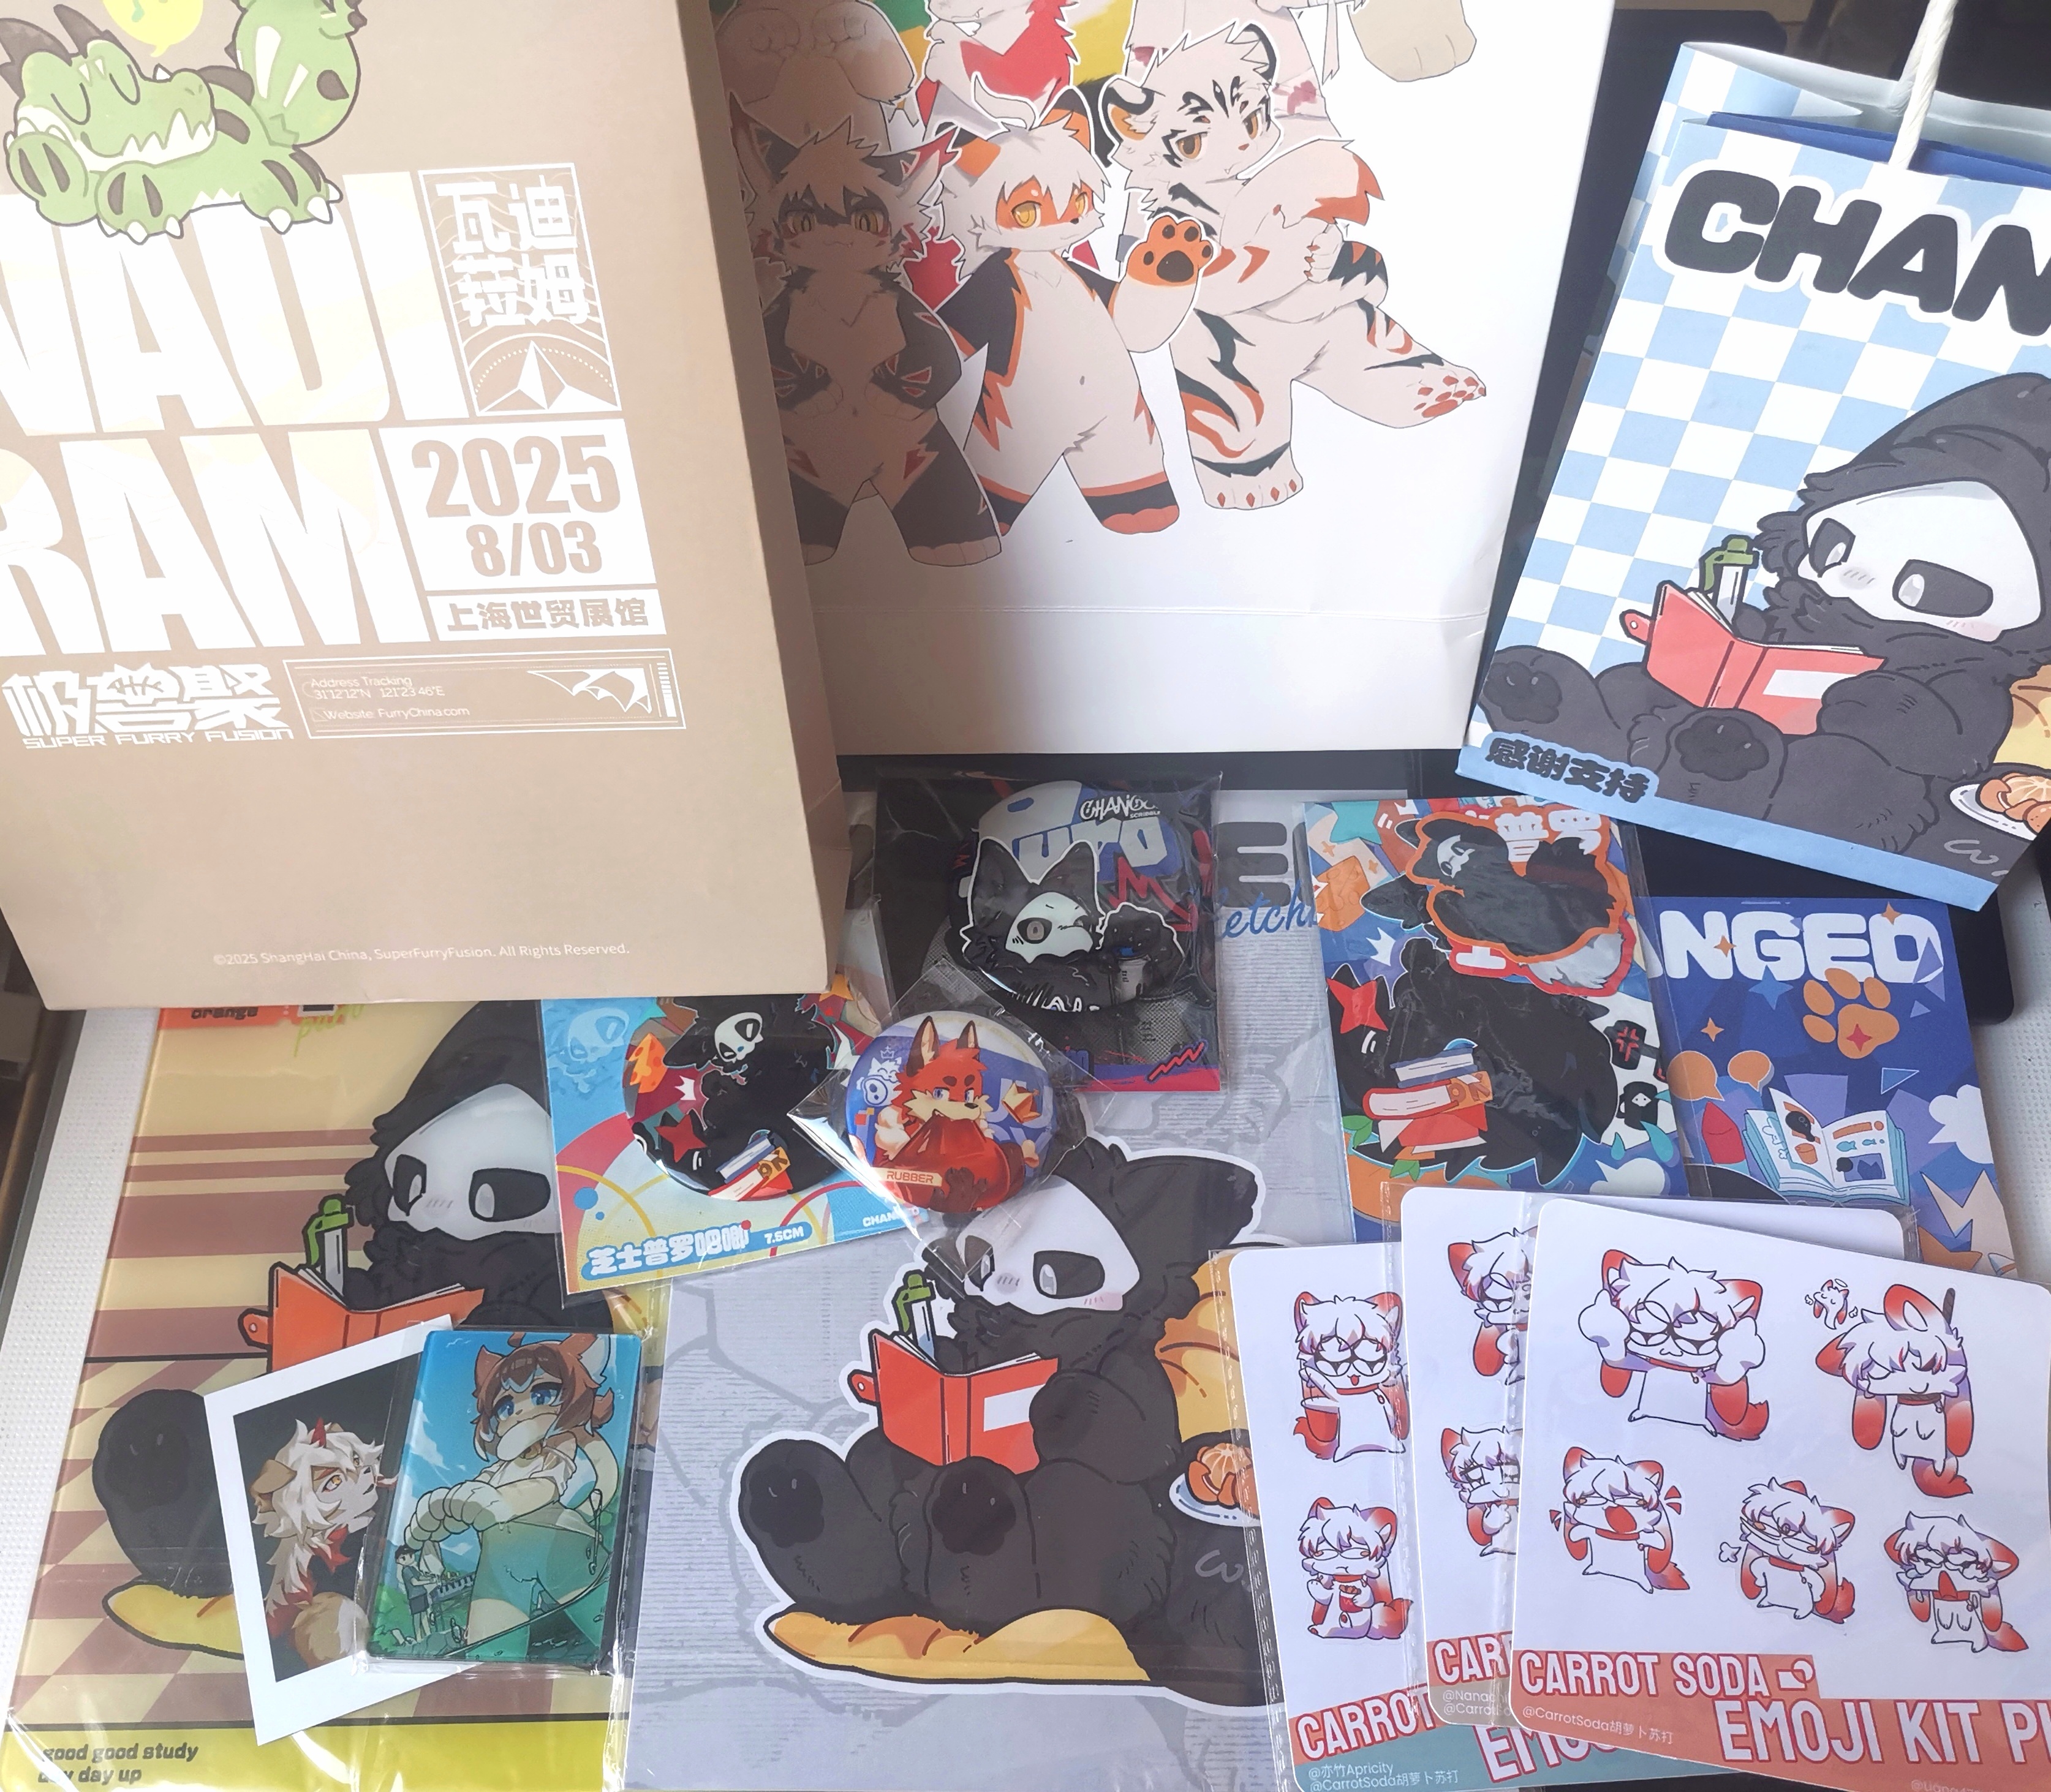 瓦迪
菈姆
2025
8/03
RAM
上海世贸展馆
极兽聚
SUPER FURRY FUSION
Address Tracking
31°12'12"N 121°23'46"E
Website: FurryChina.com
©2025 ShangHai China, SuperFurryFusion. All Rights Reserved.
CHAN
感谢支持
NGED
orange
RUBBER
芝士普罗吧唧 7.5CM
good good study
day day up
CARROT
@亦竹Apricity
@CarrotSoda胡萝卜苏打
CARROT SODA
EMOJI KIT
@CarrotSoda胡萝卜苏打